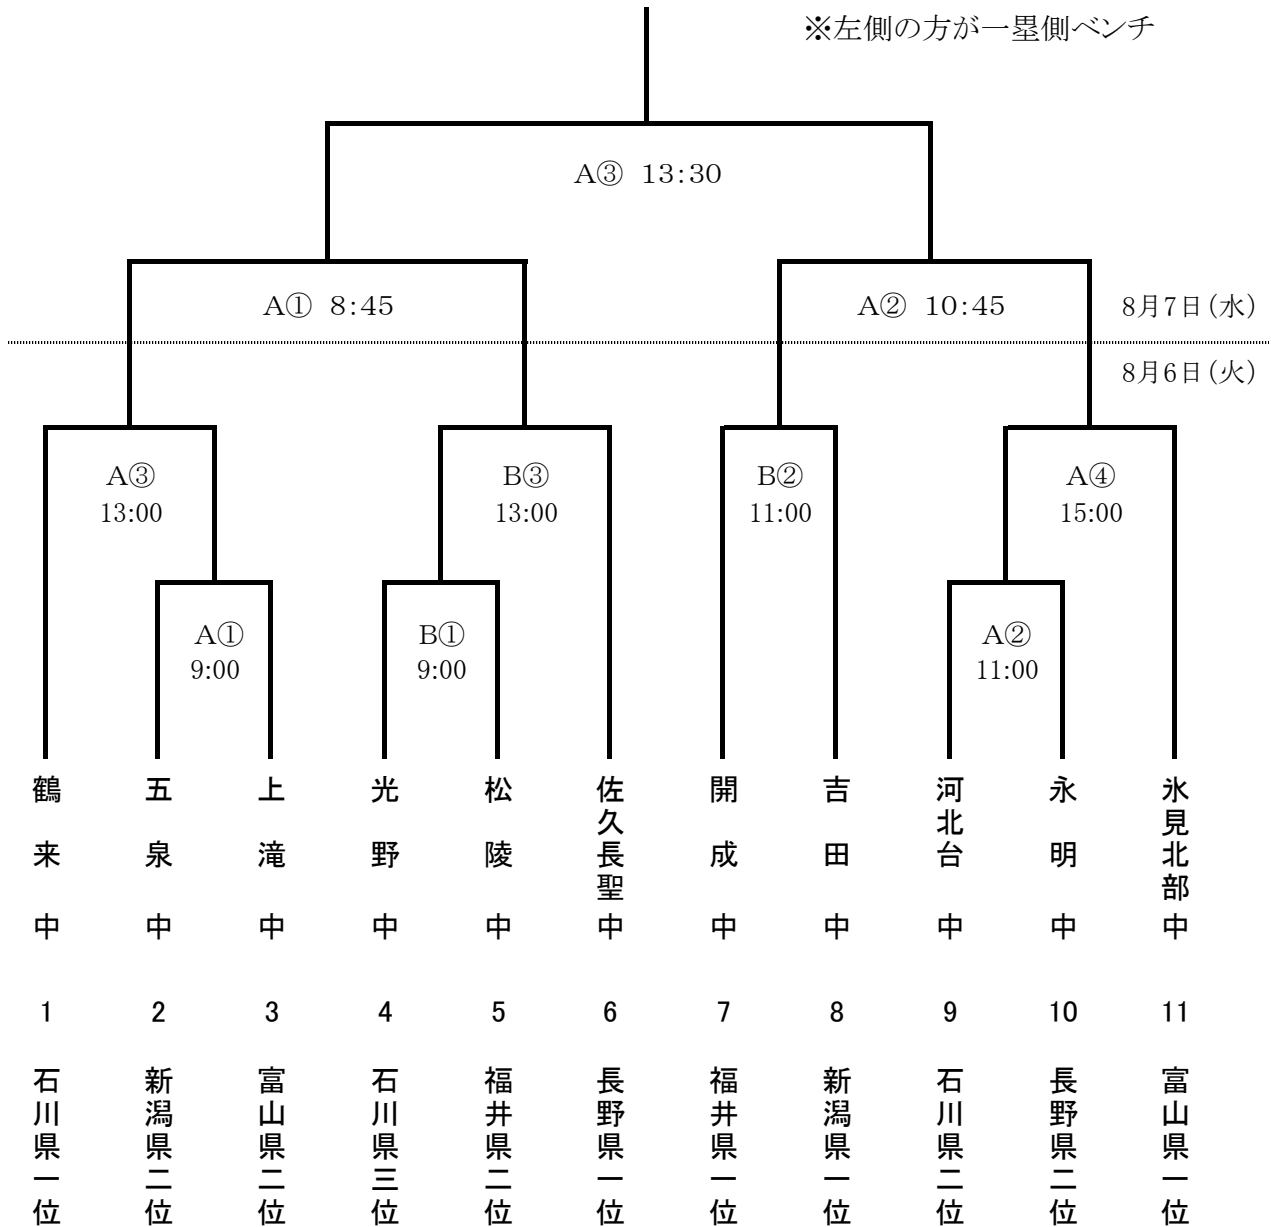 ※左側の方が一塁側ベンチ
A③ 13:30
A① 8:45
A② 10:45
8月7日(水)
8月6日(火)
A③
13:00
B③
13:00
B②
11:00
A④
15:00
A①
9:00
B①
9:00
A②
11:00
鶴来中
五泉中
上滝中
光野中
松陵中
佐久長聖中
開成中
吉田中
河北台中
永明中
氷見北部中
1
2
3
4
5
6
7
8
9
10
11
石川県一位
新潟県二位
富山県二位
石川県三位
福井県二位
長野県一位
福井県一位
新潟県一位
石川県二位
長野県二位
富山県一位